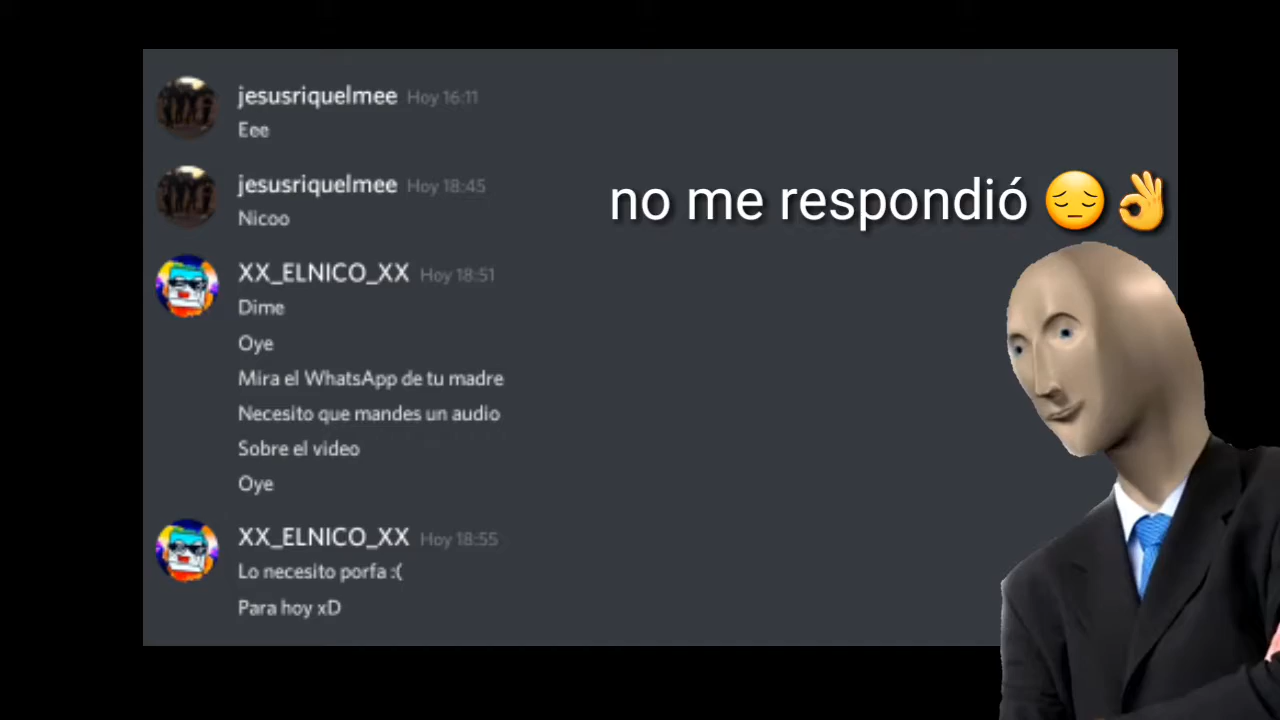 jesusriquelmee Hoy 16:11
Eee
jesusriquelmee Hoy 18:45
Nicoo
no me respondió 😔👌
XX_ELNICO_XX Hoy 18:51
Dime
Oye
Mira el WhatsApp de tu madre
Necesito que mandes un audio
Sobre el video
Oye
XX_ELNICO_XX Hoy 18:55
Lo necesito porfa :(
Para hoy xD